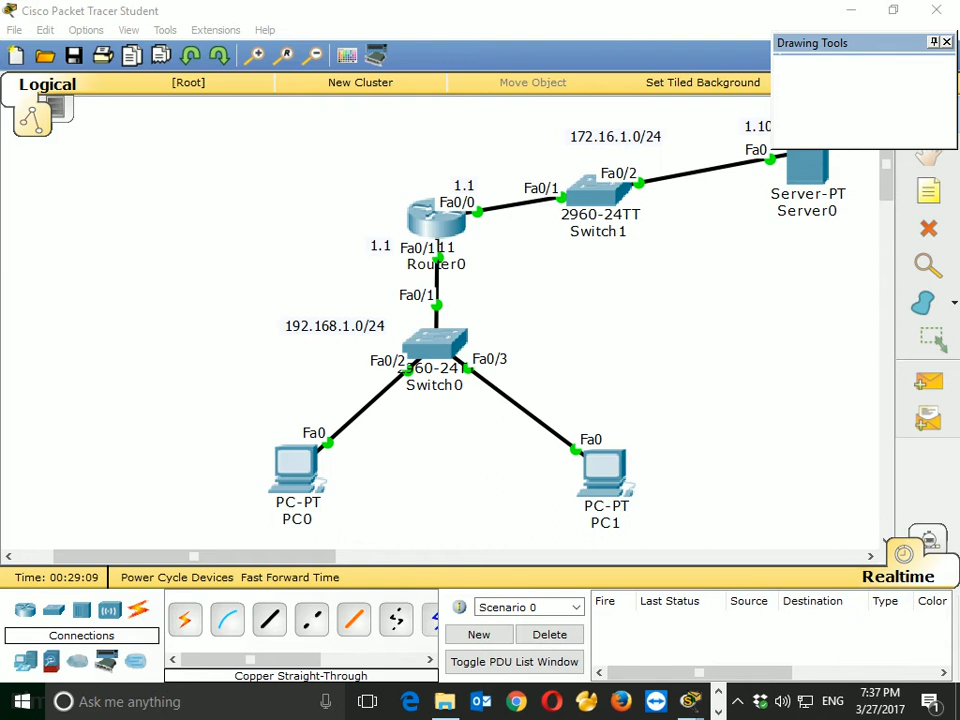 Cisco Packet Tracer Student
File Edit Options View Tools Extensions Help
Drawing Tools
Logical [Root] New Cluster Move Object Set Tiled Background
172.16.1.0/24
1.10
Fa0
Fa0/2
Server-PT
Server0
1.1
Fa0/0
Fa0/1
2960-24TT
Switch1
1.1 Fa0/1
Router0
Fa0/1
192.168.1.0/24
Fa0/2 Fa0/3
Switch0
Fa0 Fa0
PC-PT PC-PT
PC0 PC1
Time: 00:29:09 Power Cycle Devices Fast Forward Time Realtime
Scenario 0
Fire Last Status Source Destination Type Color
Connections
New Delete
Toggle PDU List Window
Copper Straight-Through
Ask me anything
ENG
7:37 PM
3/27/2017
1